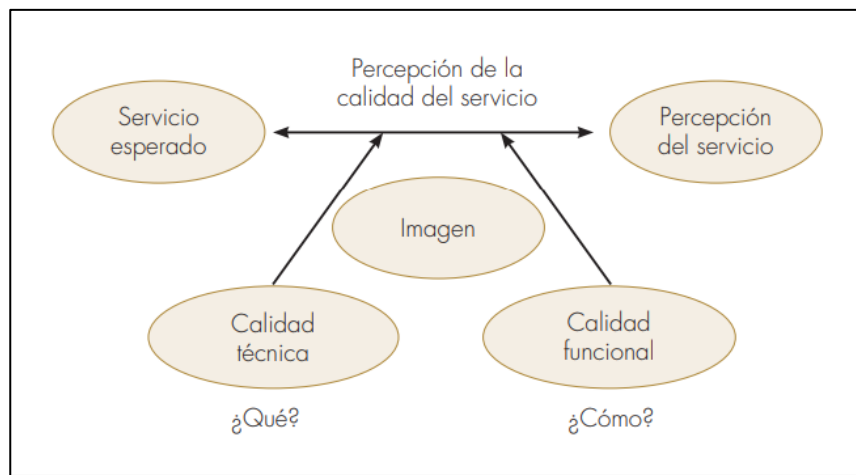 Percepción de la
calidad del servicio
Servicio
esperado
Percepción
del servicio
Imagen
Calidad
técnica
Calidad
funcional
¿Qué?
¿Cómo?